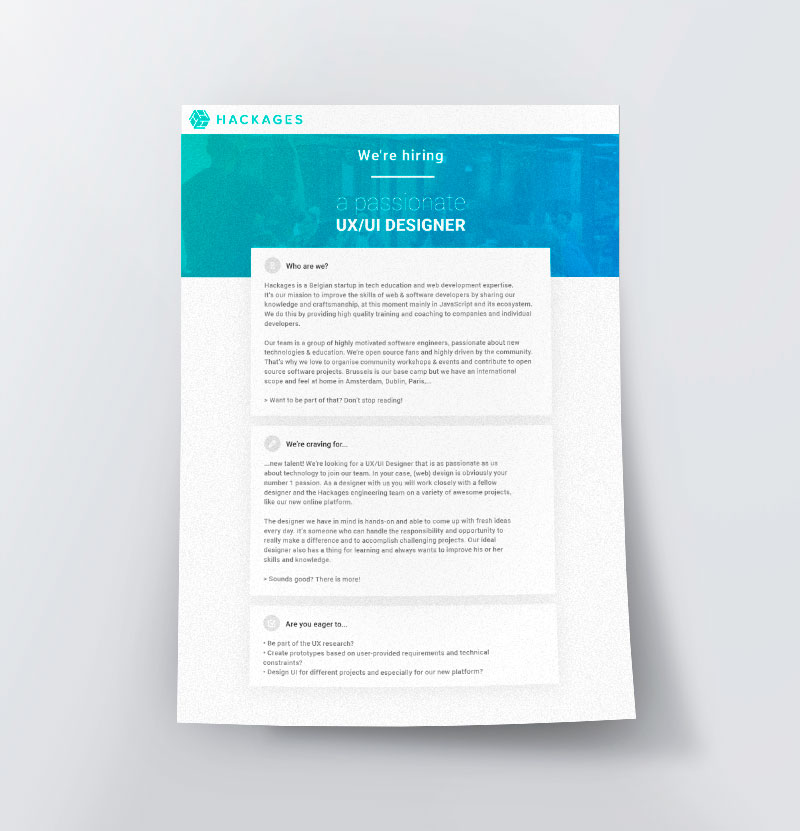 HACKAGES
We're hiring
a passionate
UX/UI DESIGNER
Who are we?
Hackages is a Belgian startup in tech education and web development expertise.
It's our mission to improve the skills of web & software developers by sharing our
knowledge and craftsmanship, at this moment mainly in JavaScript and its ecosystem.
We do this by providing high quality training and coaching to companies and individual
developers.
Our team is a group of highly motivated software engineers, passionate about new
technologies & education. We're open source fans and highly driven by the community.
That's why we love to organise community workshops & events and contribute to open
source software projects. Brussels is our base camp but we have an international
scope and feel at home in Amsterdam, Dublin, Paris,...
> Want to be part of that? Don't stop reading!
We're craving for...
...new talent! We're looking for a UX/UI Designer that is as passionate as us
about technology to join our team. In your case, (web) design is obviously your
number 1 passion. As a designer with us you will work closely with a fellow
designer and the Hackages engineering team on a variety of awesome projects,
like our new online platform.
The designer we have in mind is hands-on and able to come up with fresh ideas
every day. It's someone who can handle the responsibility and opportunity to
really make a difference and to accomplish challenging projects. Our ideal
designer also has a thing for learning and always wants to improve his or her
skills and knowledge.
> Sounds good? There is more!
Are you eager to...
• Be part of the UX research?
• Create prototypes based on user-provided requirements and technical
constraints?
• Design UI for different projects and especially for our new platform?